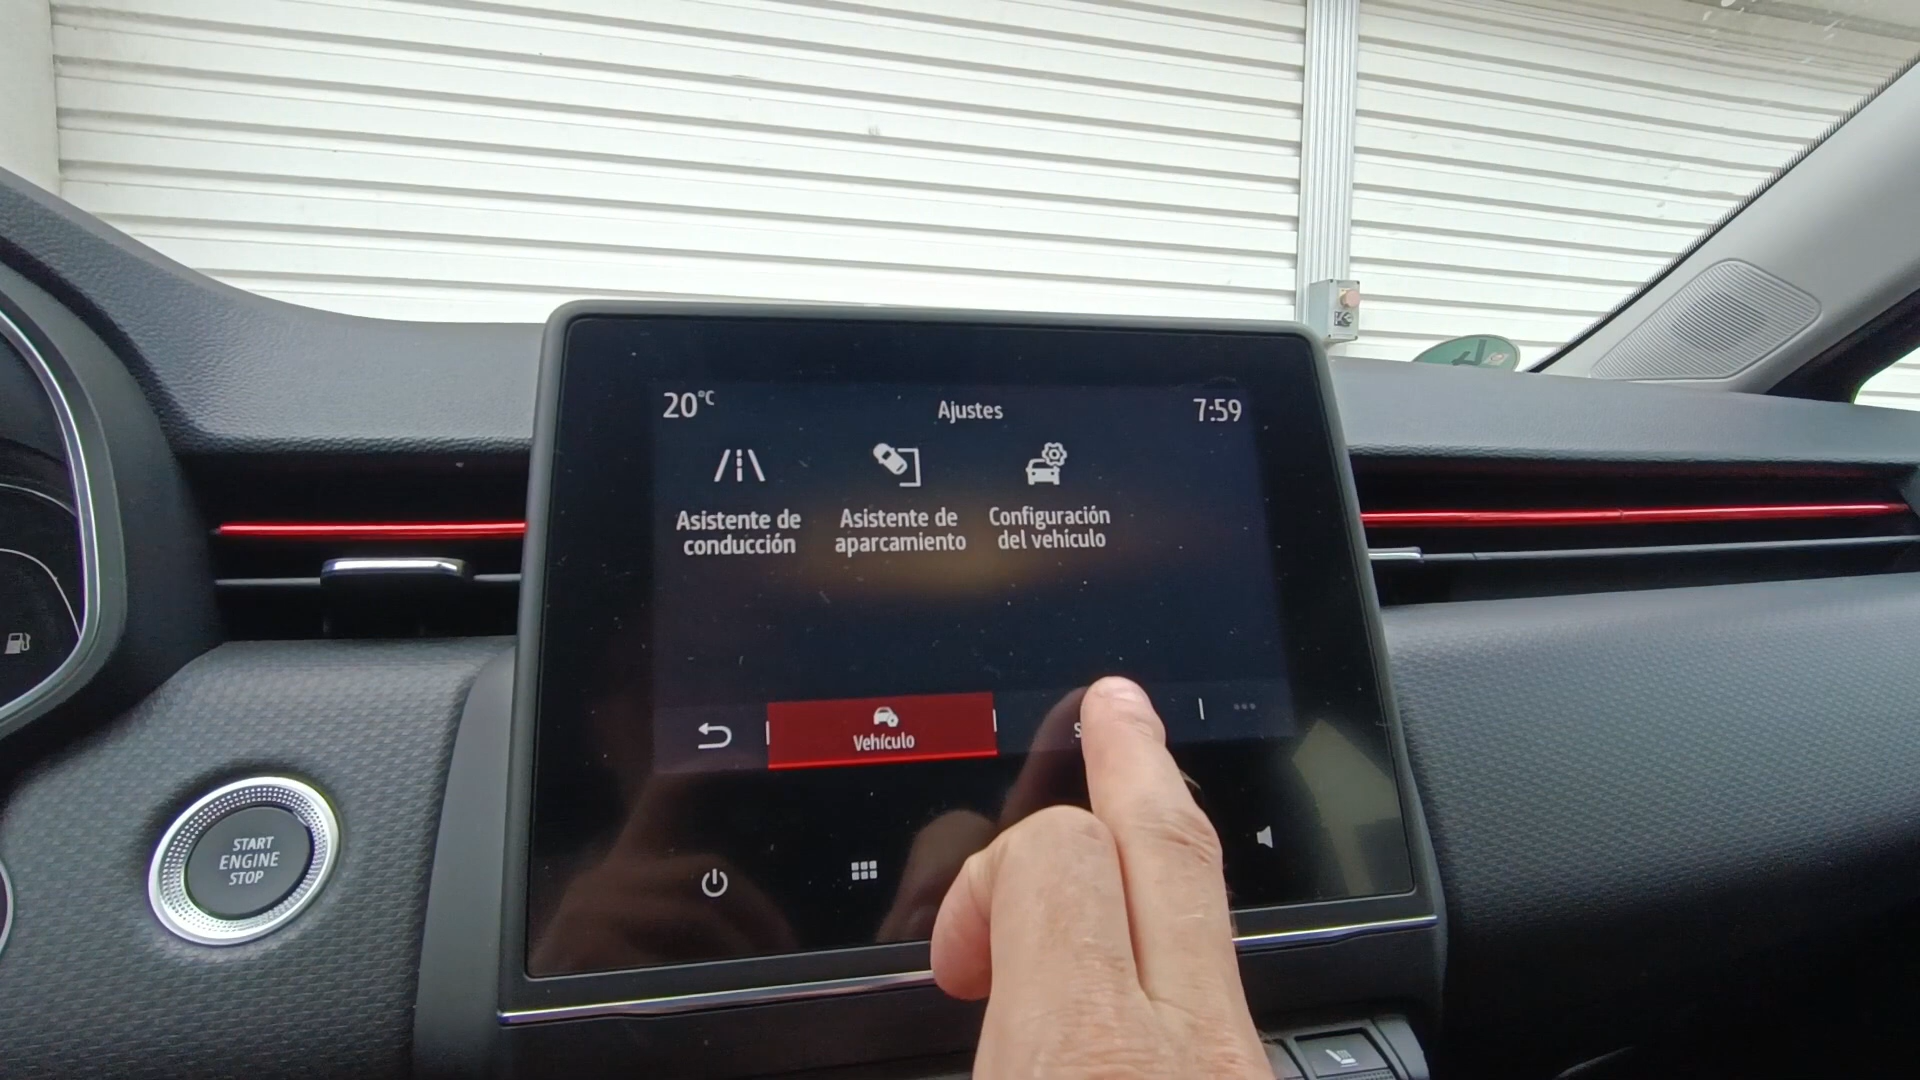 20°C
Ajustes
7:59
Asistente de
conducción
Asistente de
aparcamiento
Configuración
del vehículo
Vehículo
START
ENGINE
STOP